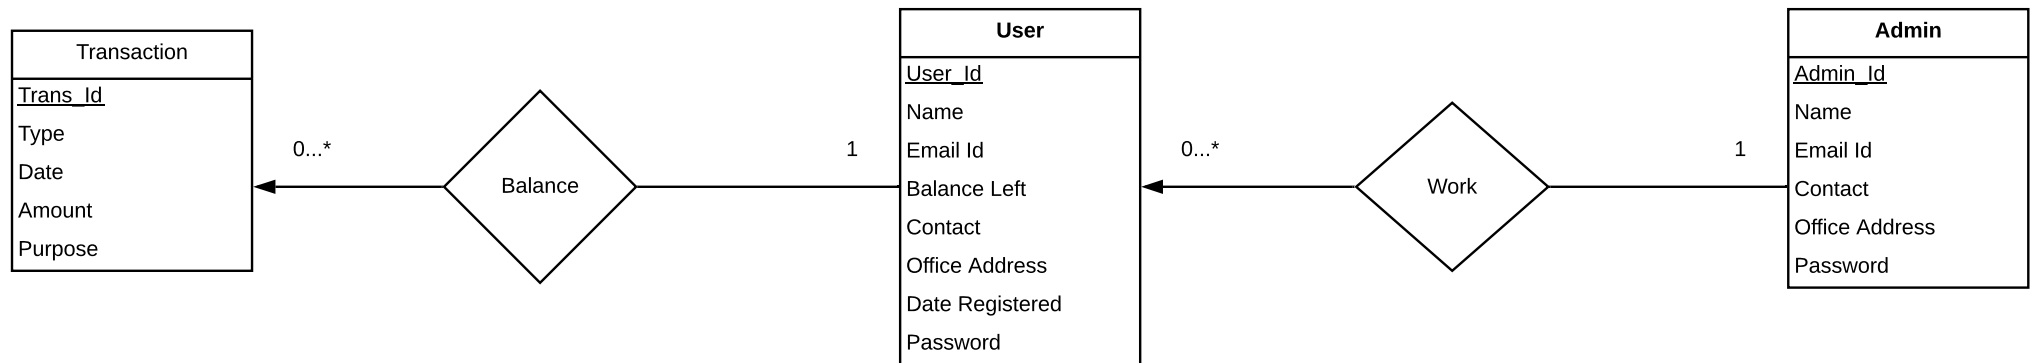 Transaction
Trans_Id
Type
Date
Amount
Purpose
0...*
Balance
1
User
User_Id
Name
Email Id
Balance Left
Contact
Office Address
Date Registered
Password
0...*
Work
1
Admin
Admin_Id
Name
Email Id
Contact
Office Address
Password